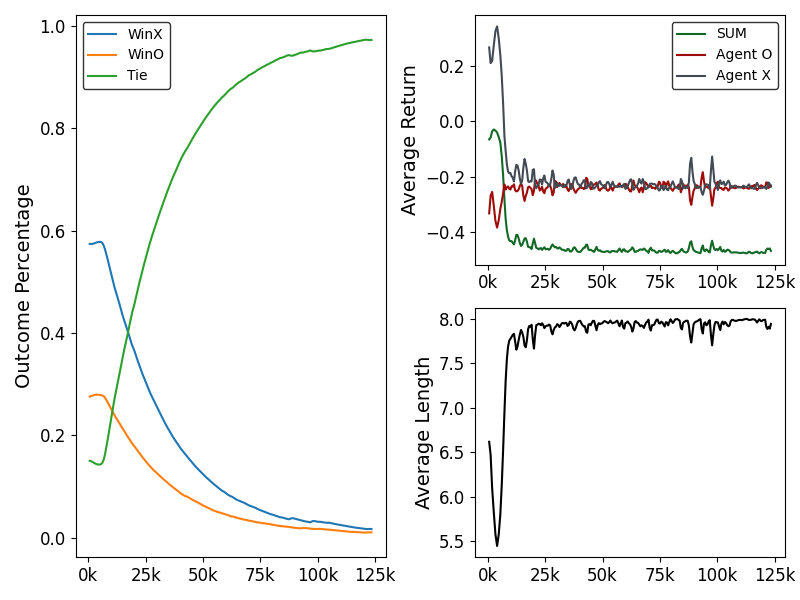 Outcome Percentage
1.0
0.8
0.6
0.4
0.2
0.0
0k
25k
50k
75k
100k
125k
WinX
WinO
Tie
Average Return
0.2
0.0
−0.2
−0.4
0k
25k
50k
75k
100k
125k
SUM
Agent O
Agent X
Average Length
8.0
7.5
7.0
6.5
6.0
5.5
0k
25k
50k
75k
100k
125k